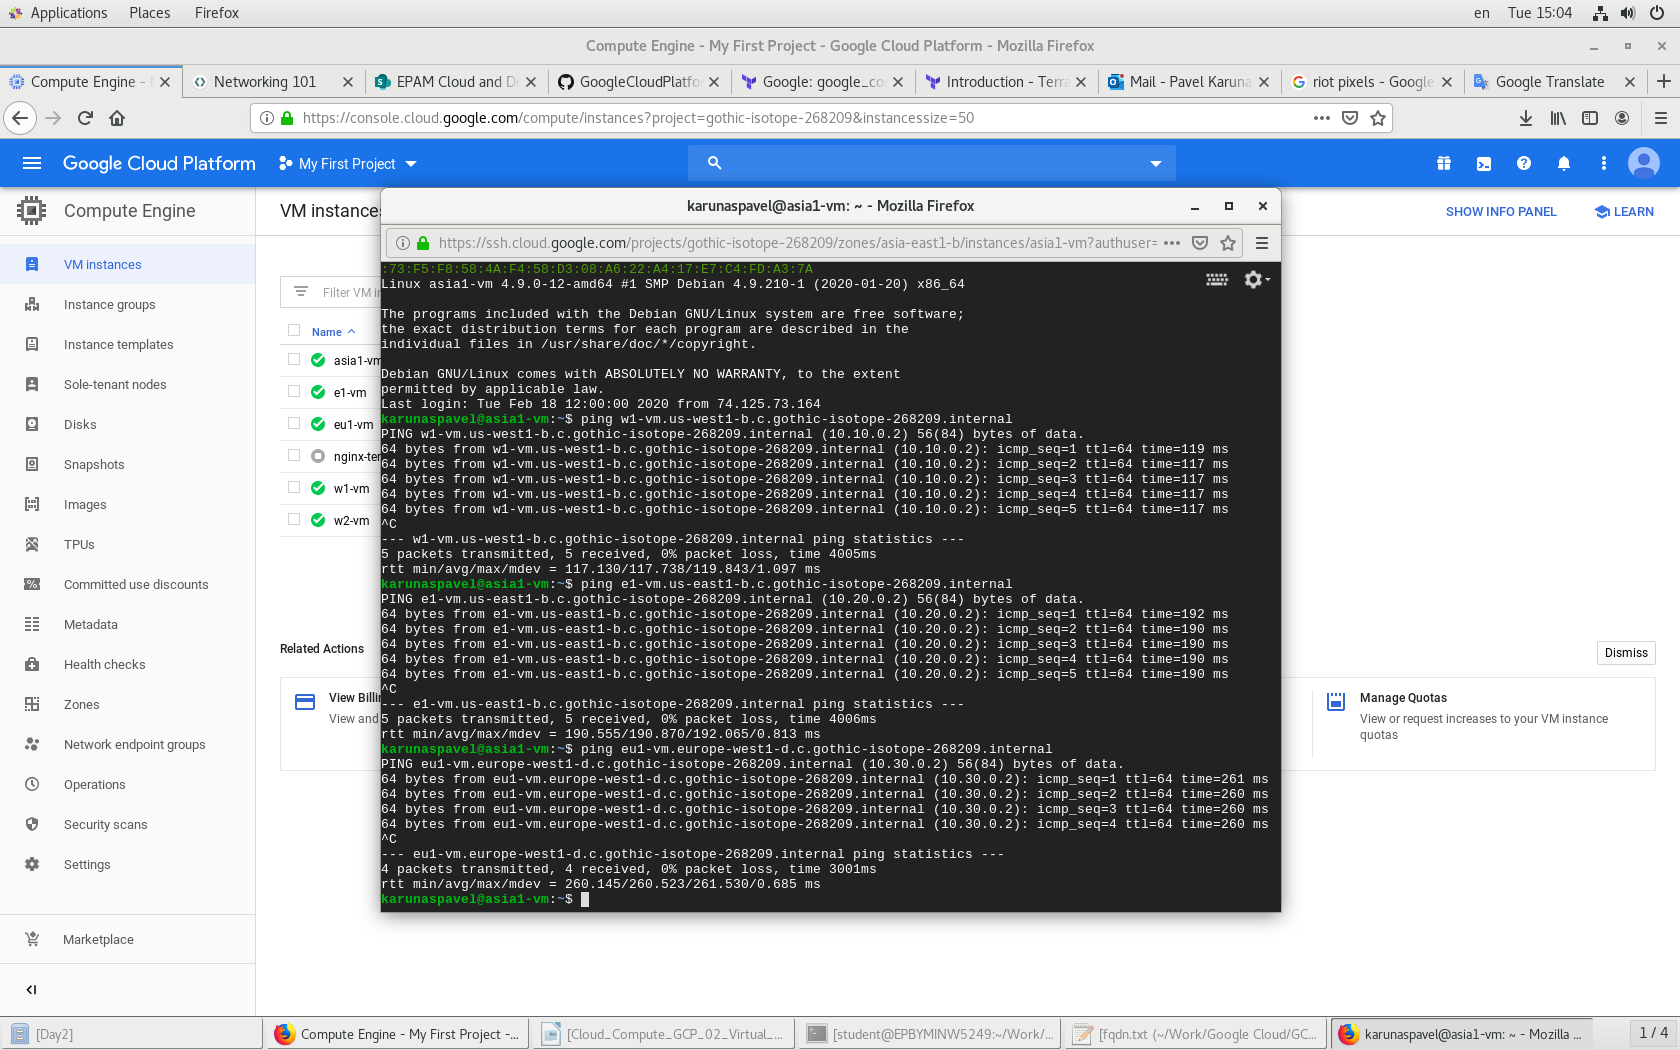 Applications Places Firefox en Tue 15:04
Compute Engine - My First Project - Google Cloud Platform - Mozilla Firefox
Compute Engine - Networking 101 EPAM Cloud and D GoogleCloudPlatfo Google: google_co Introduction - Terra Mail - Pavel Karuna riot pixels - Google Google Translate
https://console.cloud.google.com/compute/instances?project=gothic-isotope-268209&instancessize=50
Google Cloud Platform My First Project
Compute Engine
VM instances
SHOW INFO PANEL LEARN
VM instances
Instance groups
Instance templates
Sole-tenant nodes
Disks
Snapshots
Images
TPUs
Committed use discounts
Metadata
Health checks
Zones
Network endpoint groups
Operations
Security scans
Settings
Marketplace
Filter VM in
Name
asia1-vm
e1-vm
eu1-vm
nginx-ter
w1-vm
w2-vm
Related Actions
Dismiss
View Billi
View and
Manage Quotas
View or request increases to your VM instance
quotas
karunaspavel@asia1-vm: ~ - Mozilla Firefox
https://ssh.cloud.google.com/projects/gothic-isotope-268209/zones/asia-east1-b/instances/asia1-vm?authuser=
:73:F5:F8:58:4A:F4:58:D3:08:A6:22:A4:17:E7:C4:FD:A3:7A
Linux asia1-vm 4.9.0-12-amd64 #1 SMP Debian 4.9.210-1 (2020-01-20) x86_64
The programs included with the Debian GNU/Linux system are free software;
the exact distribution terms for each program are described in the
individual files in /usr/share/doc/*/copyright.
Debian GNU/Linux comes with ABSOLUTELY NO WARRANTY, to the extent
permitted by applicable law.
Last login: Tue Feb 18 12:00:00 2020 from 74.125.73.164
karunaspavel@asia1-vm:~$ ping w1-vm.us-west1-b.c.gothic-isotope-268209.internal
PING w1-vm.us-west1-b.c.gothic-isotope-268209.internal (10.10.0.2) 56(84) bytes of data.
64 bytes from w1-vm.us-west1-b.c.gothic-isotope-268209.internal (10.10.0.2): icmp_seq=1 ttl=64 time=119 ms
64 bytes from w1-vm.us-west1-b.c.gothic-isotope-268209.internal (10.10.0.2): icmp_seq=2 ttl=64 time=117 ms
64 bytes from w1-vm.us-west1-b.c.gothic-isotope-268209.internal (10.10.0.2): icmp_seq=3 ttl=64 time=117 ms
64 bytes from w1-vm.us-west1-b.c.gothic-isotope-268209.internal (10.10.0.2): icmp_seq=4 ttl=64 time=117 ms
64 bytes from w1-vm.us-west1-b.c.gothic-isotope-268209.internal (10.10.0.2): icmp_seq=5 ttl=64 time=117 ms
^C
--- w1-vm.us-west1-b.c.gothic-isotope-268209.internal ping statistics ---
5 packets transmitted, 5 received, 0% packet loss, time 4005ms
rtt min/avg/max/mdev = 117.130/117.738/119.843/1.097 ms
karunaspavel@asia1-vm:~$ ping e1-vm.us-east1-b.c.gothic-isotope-268209.internal
PING e1-vm.us-east1-b.c.gothic-isotope-268209.internal (10.20.0.2) 56(84) bytes of data.
64 bytes from e1-vm.us-east1-b.c.gothic-isotope-268209.internal (10.20.0.2): icmp_seq=1 ttl=64 time=192 ms
64 bytes from e1-vm.us-east1-b.c.gothic-isotope-268209.internal (10.20.0.2): icmp_seq=2 ttl=64 time=190 ms
64 bytes from e1-vm.us-east1-b.c.gothic-isotope-268209.internal (10.20.0.2): icmp_seq=3 ttl=64 time=190 ms
64 bytes from e1-vm.us-east1-b.c.gothic-isotope-268209.internal (10.20.0.2): icmp_seq=4 ttl=64 time=190 ms
64 bytes from e1-vm.us-east1-b.c.gothic-isotope-268209.internal (10.20.0.2): icmp_seq=5 ttl=64 time=190 ms
^C
--- e1-vm.us-east1-b.c.gothic-isotope-268209.internal ping statistics ---
5 packets transmitted, 5 received, 0% packet loss, time 4006ms
rtt min/avg/max/mdev = 190.555/190.870/192.065/0.813 ms
karunaspavel@asia1-vm:~$ ping eu1-vm.europe-west1-d.c.gothic-isotope-268209.internal
PING eu1-vm.europe-west1-d.c.gothic-isotope-268209.internal (10.30.0.2) 56(84) bytes of data.
64 bytes from eu1-vm.europe-west1-d.c.gothic-isotope-268209.internal (10.30.0.2): icmp_seq=1 ttl=64 time=261 ms
64 bytes from eu1-vm.europe-west1-d.c.gothic-isotope-268209.internal (10.30.0.2): icmp_seq=2 ttl=64 time=260 ms
64 bytes from eu1-vm.europe-west1-d.c.gothic-isotope-268209.internal (10.30.0.2): icmp_seq=3 ttl=64 time=260 ms
64 bytes from eu1-vm.europe-west1-d.c.gothic-isotope-268209.internal (10.30.0.2): icmp_seq=4 ttl=64 time=260 ms
^C
--- eu1-vm.europe-west1-d.c.gothic-isotope-268209.internal ping statistics ---
4 packets transmitted, 4 received, 0% packet loss, time 3001ms
rtt min/avg/max/mdev = 260.145/260.523/261.530/0.685 ms
karunaspavel@asia1-vm:~$
[Day2] Compute Engine - My First Project -... [Cloud_Compute_GCP_02_Virtual_... [student@EPBYMINW5249:~/Work/... [fqdn.txt (~/Work/Google Cloud/GC... karunaspavel@asia1-vm: ~ - Mozilla ... 1 / 4